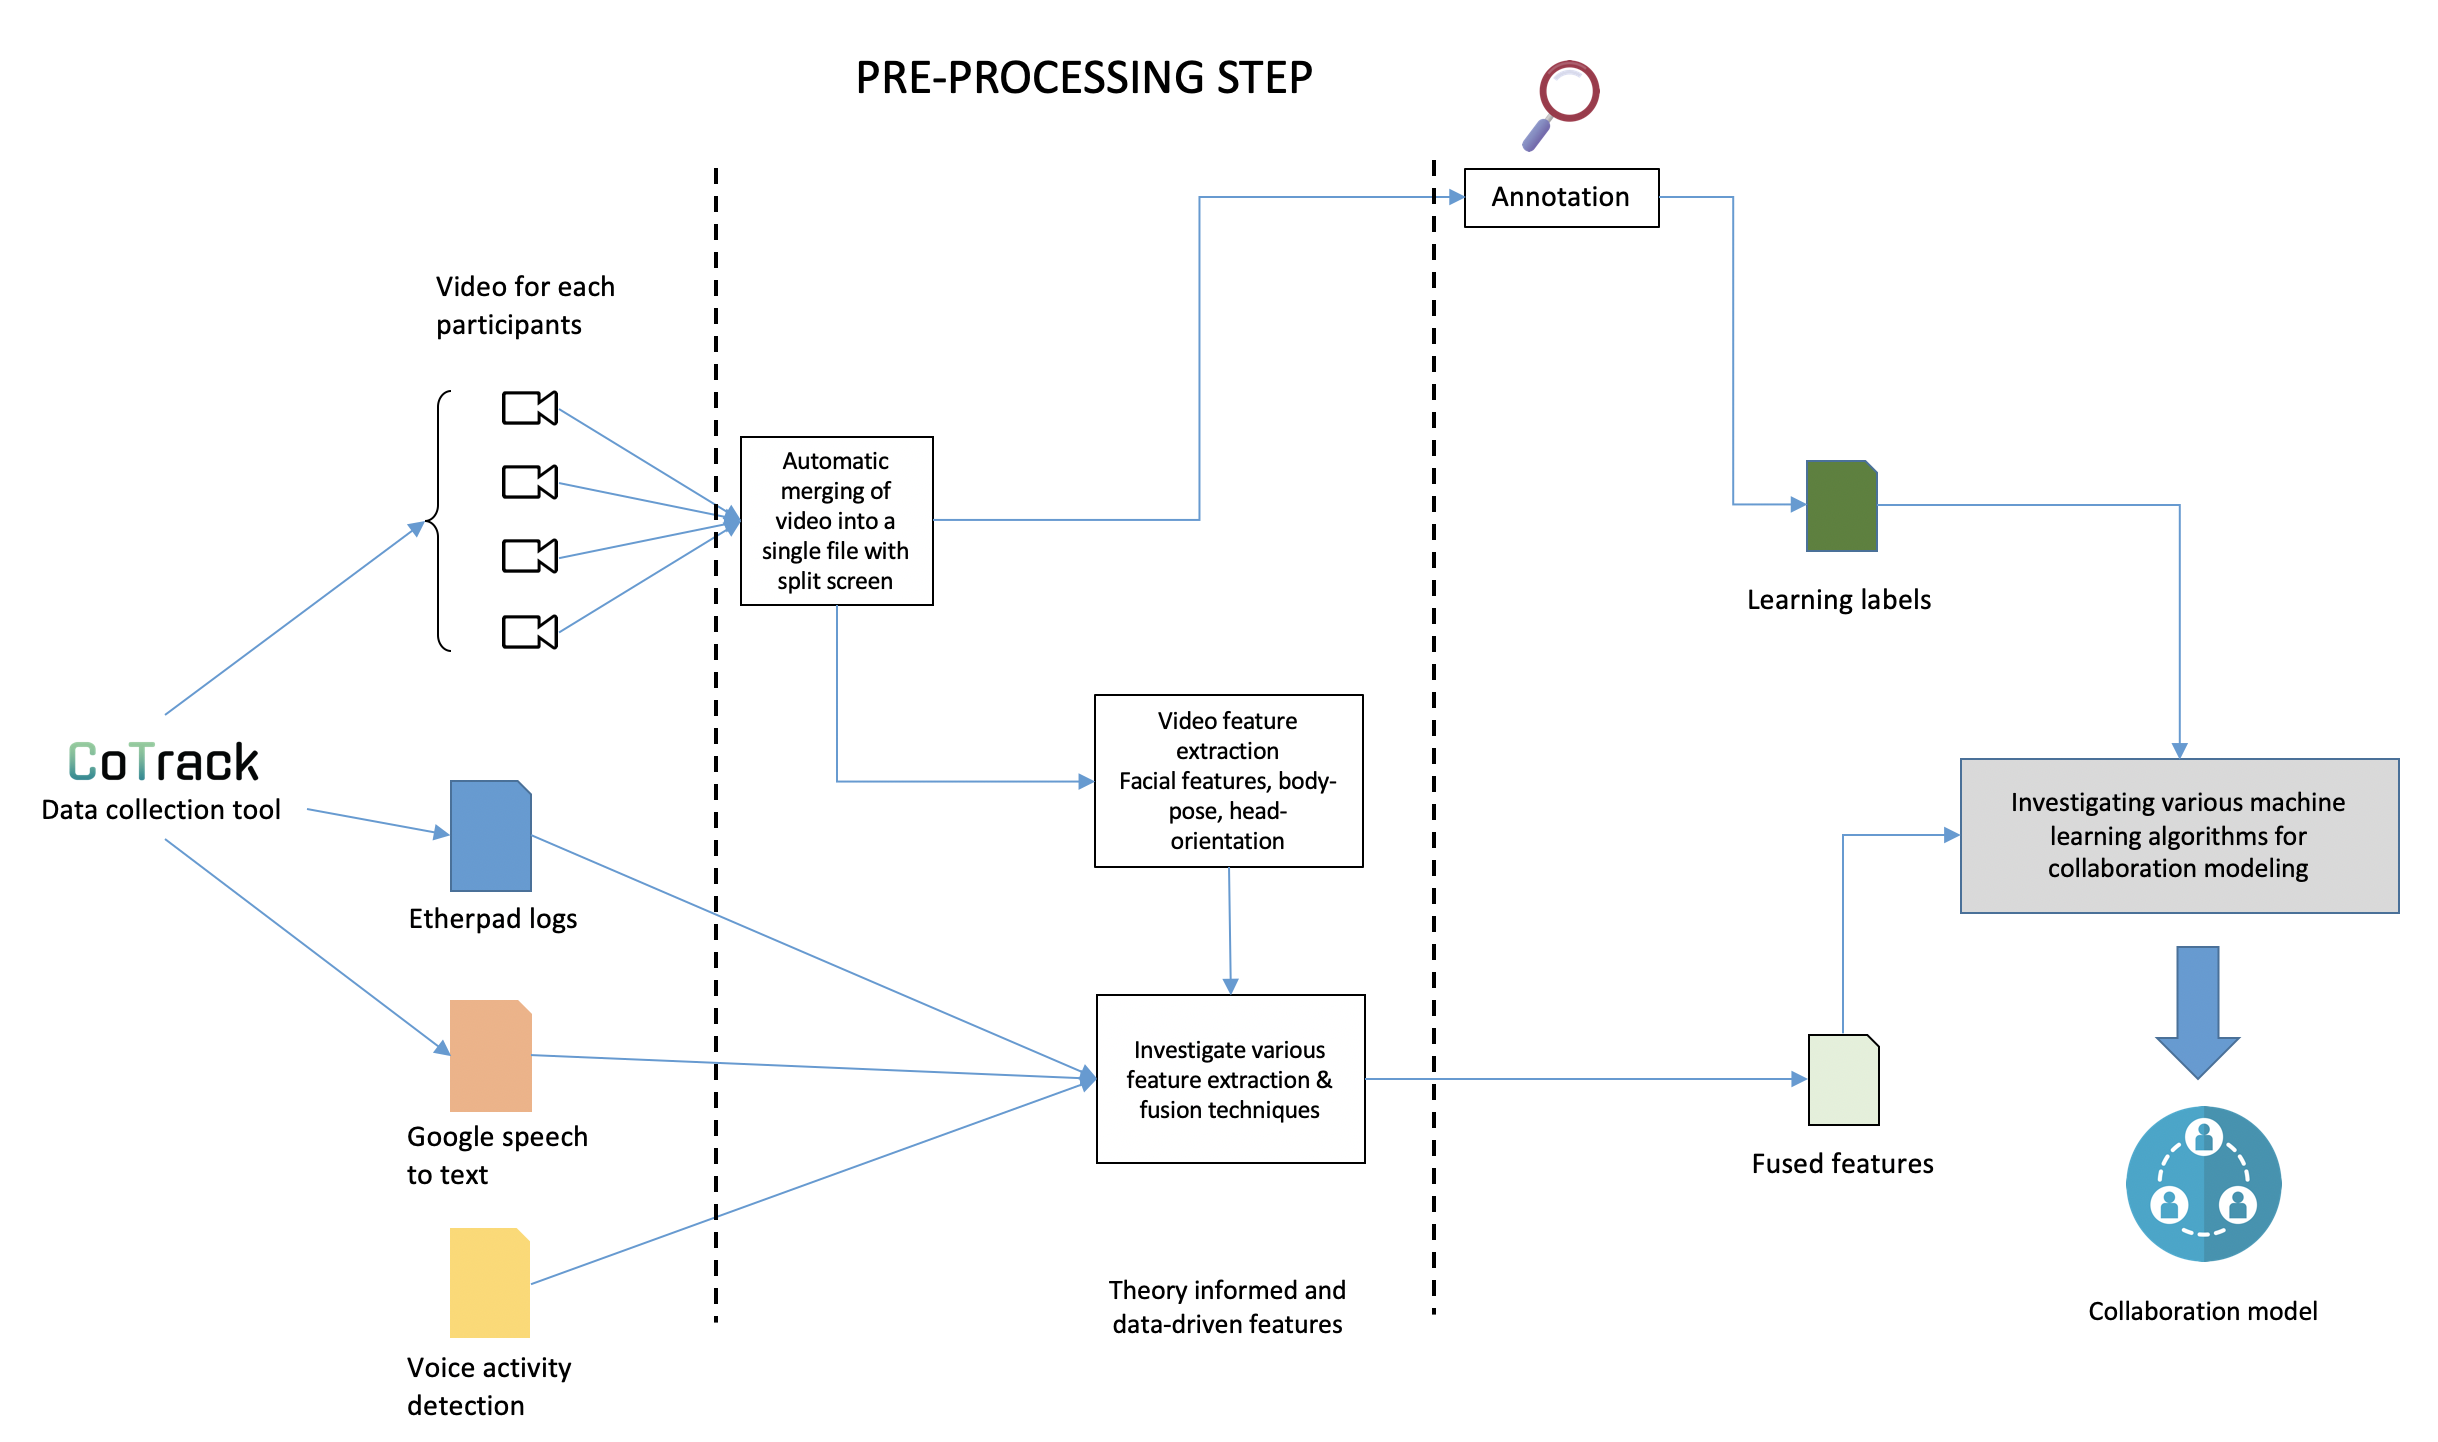 PRE-PROCESSING STEP
Annotation
Video for each
participants
Automatic
merging of
video into a
single file with
split screen
Learning labels
Video feature
extraction
Facial features, body-
pose, head-
orientation
CoTrack
Data collection tool
Investigating various machine
learning algorithms for
collaboration modeling
Etherpad logs
Investigate various
feature extraction &
fusion techniques
Google speech
to text
Fused features
Theory informed and
data-driven features
Collaboration model
Voice activity
detection